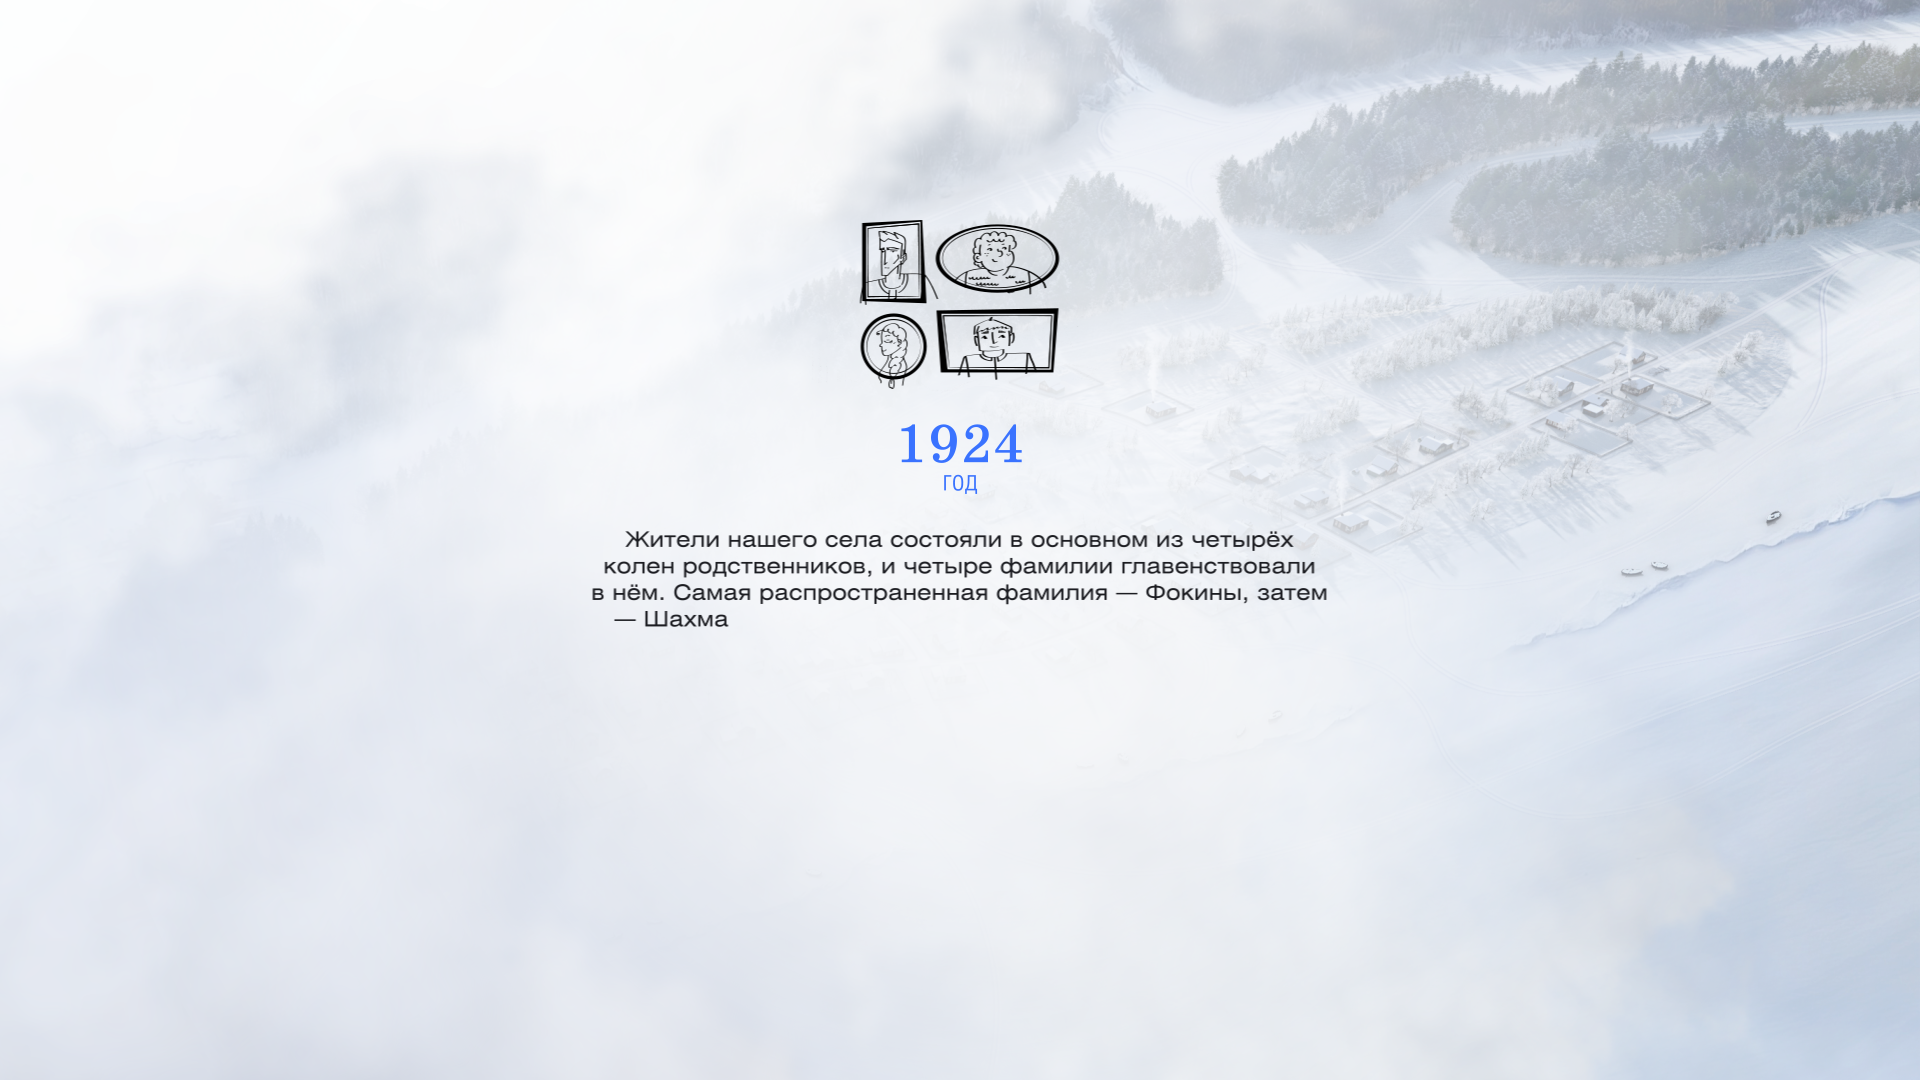 1924
ГОД
Жители нашего села состояли в основном из четырёх
колен родственников, и четыре фамилии главенствовали
в нём. Самая распространенная фамилия — Фокины, затем
— Шахма